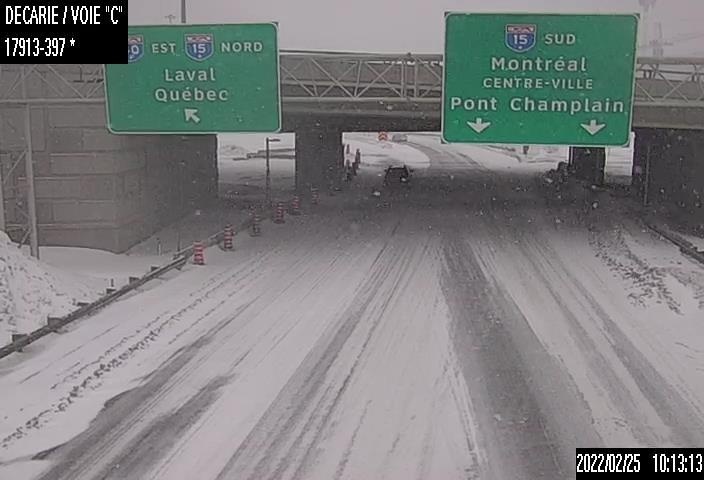 DECARIE / VOIE "C"
17913-397 *
EST 15 NORD
Laval
Québec
15 SUD
Montréal
CENTRE-VILLE
Pont Champlain
2022/02/25 10:13:13